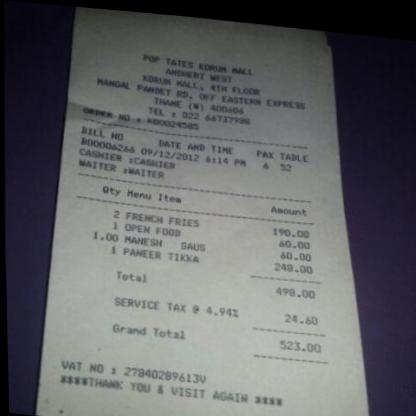 POP TATES KORUM MALL
ANDHERI WEST
KORUM MALL, 4TH FLOOR
MANGAL PANDEY RD, OFF EASTERN EXPRESS
THANE (W) 400606
TEL : 022 66737988
ORDER NO : K00024505
BILL NO DATE AND TIME PAX TABLE
B00006266 09/12/2012 6:14 PM 6 52
CASHIER :CASHIER
WAITER :WAITER
Qty Menu Item Amount
2 FRENCH FRIES 190.00
1 OPEN FOOD 60.00
1.00 MANESH SAUS 60.00
1 PANEER TIKKA 248.00
Total 498.00
SERVICE TAX @ 4.94% 24.60
Grand Total 523.00
VAT NO : 27840289613V
****THANK YOU & VISIT AGAIN ****